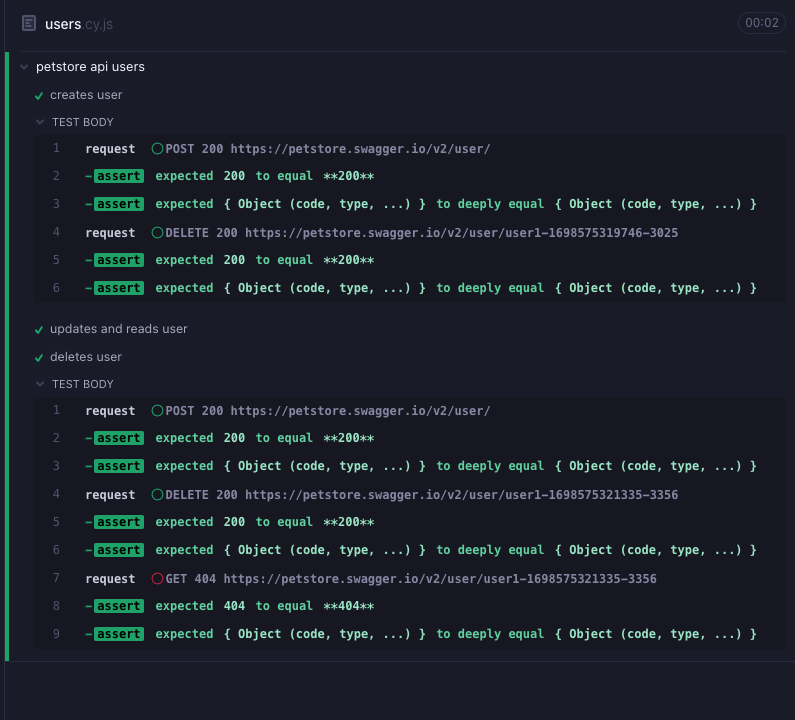 users.cy.js 00:02
petstore api users
creates user
TEST BODY
1 request POST 200 https://petstore.swagger.io/v2/user/
2 -assert expected 200 to equal **200**
3 -assert expected { Object (code, type, ...) } to deeply equal { Object (code, type, ...) }
4 request DELETE 200 https://petstore.swagger.io/v2/user/user1-1698575319746-3025
5 -assert expected 200 to equal **200**
6 -assert expected { Object (code, type, ...) } to deeply equal { Object (code, type, ...) }
updates and reads user
deletes user
TEST BODY
1 request POST 200 https://petstore.swagger.io/v2/user/
2 -assert expected 200 to equal **200**
3 -assert expected { Object (code, type, ...) } to deeply equal { Object (code, type, ...) }
4 request DELETE 200 https://petstore.swagger.io/v2/user/user1-1698575321335-3356
5 -assert expected 200 to equal **200**
6 -assert expected { Object (code, type, ...) } to deeply equal { Object (code, type, ...) }
7 request GET 404 https://petstore.swagger.io/v2/user/user1-1698575321335-3356
8 -assert expected 404 to equal **404**
9 -assert expected { Object (code, type, ...) } to deeply equal { Object (code, type, ...) }